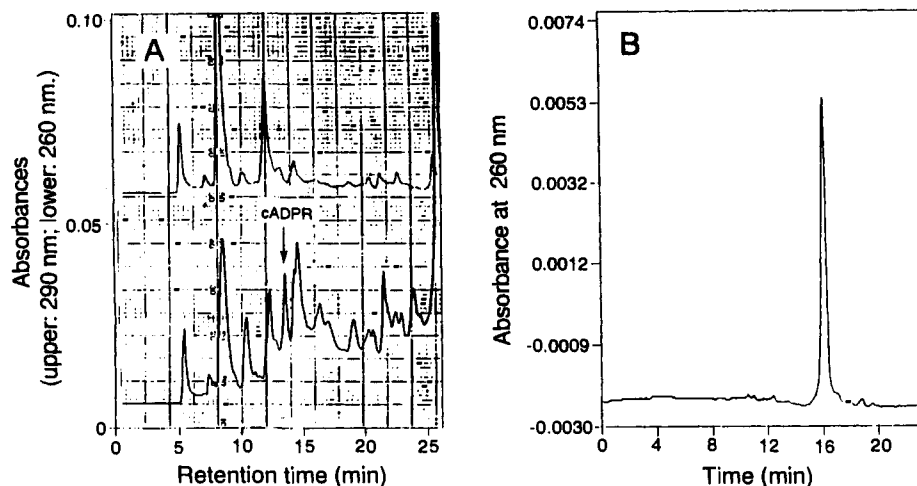 A
0.10
0.05
0
Absorbances
(upper: 290 nm; lower: 260 nm.)
cADPR
0
5
10
15
20
25
Retention time (min)
B
0.0074
0.0053
0.0032
0.0012
-0.0009
-0.0030
Absorbance at 260 nm
0
4
8
12
16
20
Time (min)